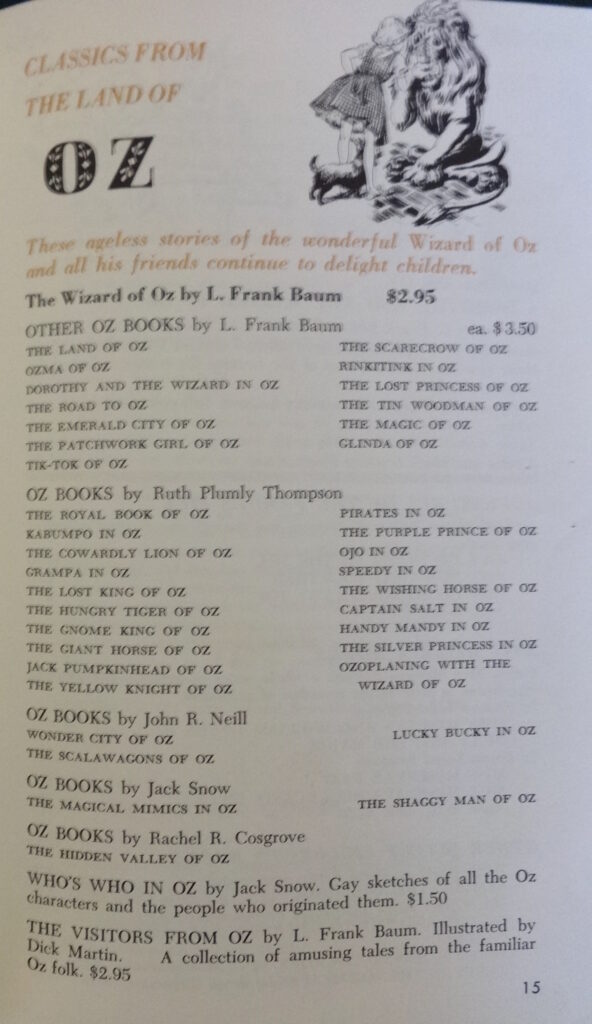 CLASSICS FROM
THE LAND OF
OZ
These ageless stories of the wonderful Wizard of Oz
and all his friends continue to delight children.
The Wizard of Oz by L. Frank Baum $2.95
OTHER OZ BOOKS by L. Frank Baum ea. $3.50
THE LAND OF OZ
OZMA OF OZ
DOROTHY AND THE WIZARD IN OZ
THE ROAD TO OZ
THE EMERALD CITY OF OZ
THE PATCHWORK GIRL OF OZ
TIK-TOK OF OZ
THE SCARECROW OF OZ
RINKITINK IN OZ
THE LOST PRINCESS OF OZ
THE TIN WOODMAN OF OZ
THE MAGIC OF OZ
GLINDA OF OZ
OZ BOOKS by Ruth Plumly Thompson
THE ROYAL BOOK OF OZ
KABUMPO IN OZ
THE COWARDLY LION OF OZ
GRAMPA IN OZ
THE LOST KING OF OZ
THE HUNGRY TIGER OF OZ
THE GNOME KING OF OZ
THE GIANT HORSE OF OZ
JACK PUMPKINHEAD OF OZ
THE YELLOW KNIGHT OF OZ
PIRATES IN OZ
THE PURPLE PRINCE OF OZ
OJO IN OZ
SPEEDY IN OZ
THE WISHING HORSE OF OZ
CAPTAIN SALT IN OZ
HANDY MANDY IN OZ
THE SILVER PRINCESS IN OZ
OZOPLANING WITH THE
WIZARD OF OZ
OZ BOOKS by John R. Neill
WONDER CITY OF OZ
THE SCALAWAGONS OF OZ
LUCKY BUCKY IN OZ
OZ BOOKS by Jack Snow
THE MAGICAL MIMICS IN OZ
THE SHAGGY MAN OF OZ
OZ BOOKS by Rachel R. Cosgrove
THE HIDDEN VALLEY OF OZ
WHO'S WHO IN OZ by Jack Snow. Gay sketches of all the Oz
characters and the people who originated them. $1.50
THE VISITORS FROM OZ by L. Frank Baum. Illustrated by
Dick Martin. A collection of amusing tales from the familiar
Oz folk. $2.95
15